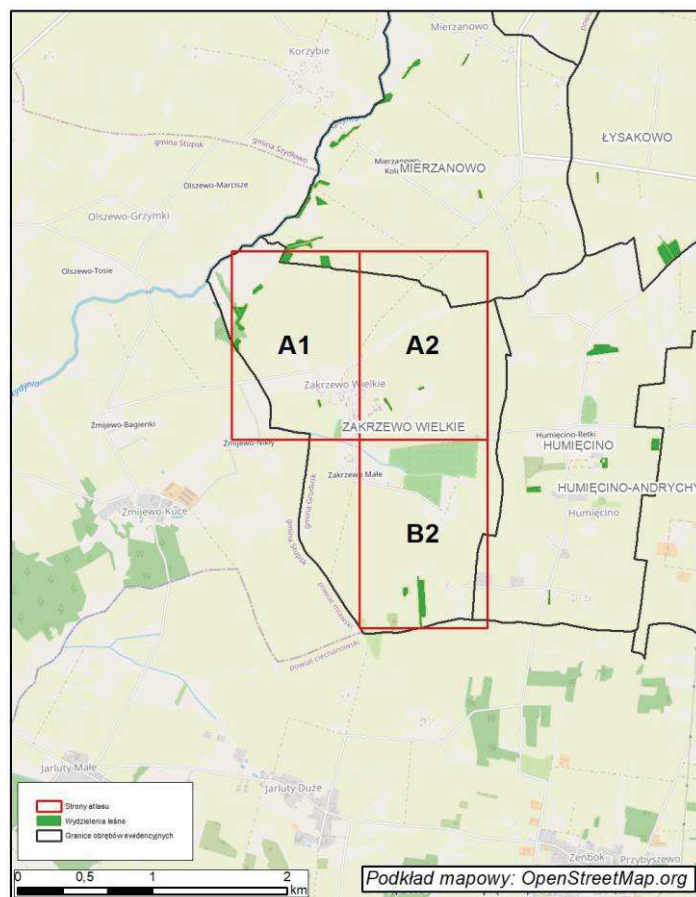 Mierzanowo
Korzybie
ŁYSAKOWO
gmina Szydłowo
gmina Stupsk
Mierzanowo
MIERZANOWO
Olszewo-Marcisze
Olszewo-Grzymki
Olszewo-Tosie
A1
A2
Zakrzewo Wielkie
Żmijewo-Bagienki
ZAKRZEWO WIELKIE
Żmijewo-Nikły
Humięcino-Retki
HUMIĘCINO
Zakrzewo Małe
HUMIĘCINO-ANDRYCHY
Żmijewo-Kuce
Humięcino
gmina Grudusk
gmina Stupsk
B2
powiat mławski
powiat ciechanowski
Jarluty Małe
Jarluty Duże
Strony atlasu
Wydzielenia leśne
Granice obrębów ewidencyjnych
Żeńbok
Przybyszewo
0 0,5 1 2
km
Podkład mapowy: OpenStreetMap.org